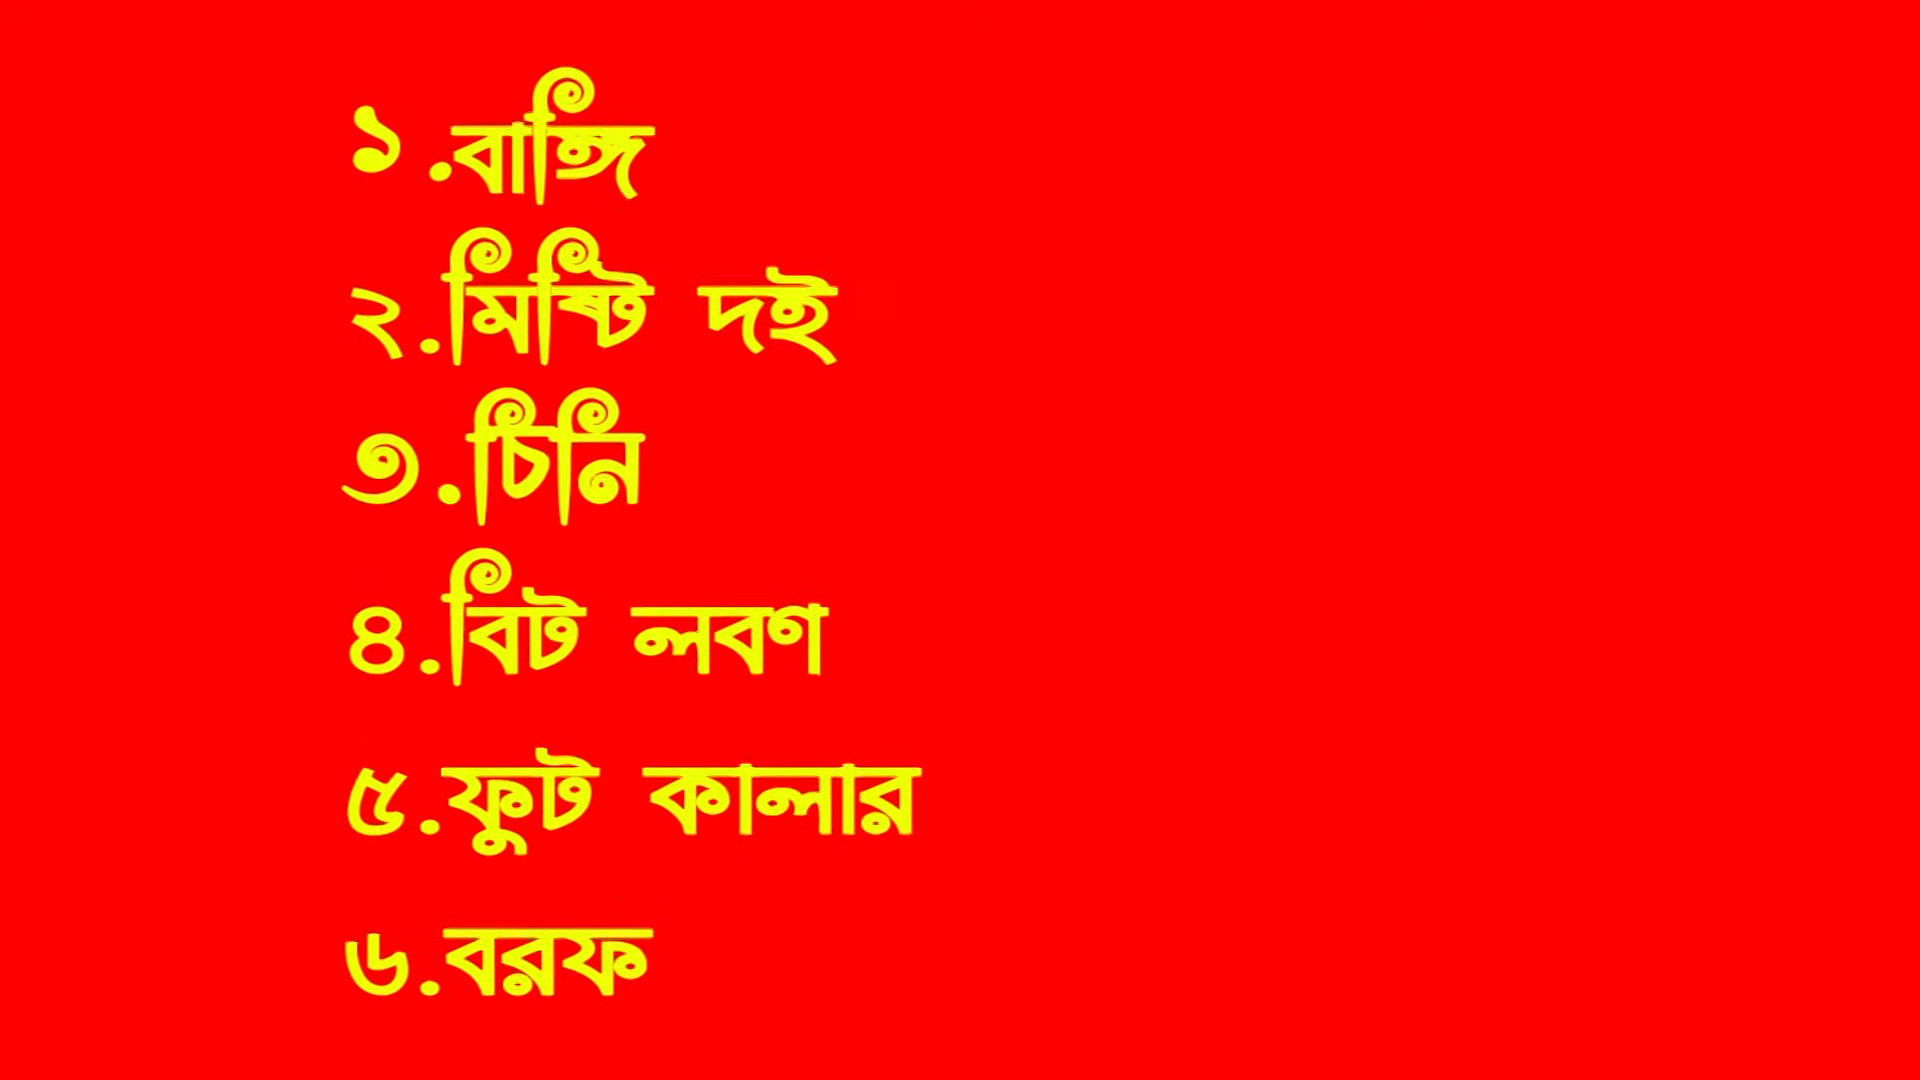 ১.বাঙ্গি
২.মিষ্টি দই
৩.চিনি
৪.বিট লবণ
৫.ফুট কালার
৬.বরফ